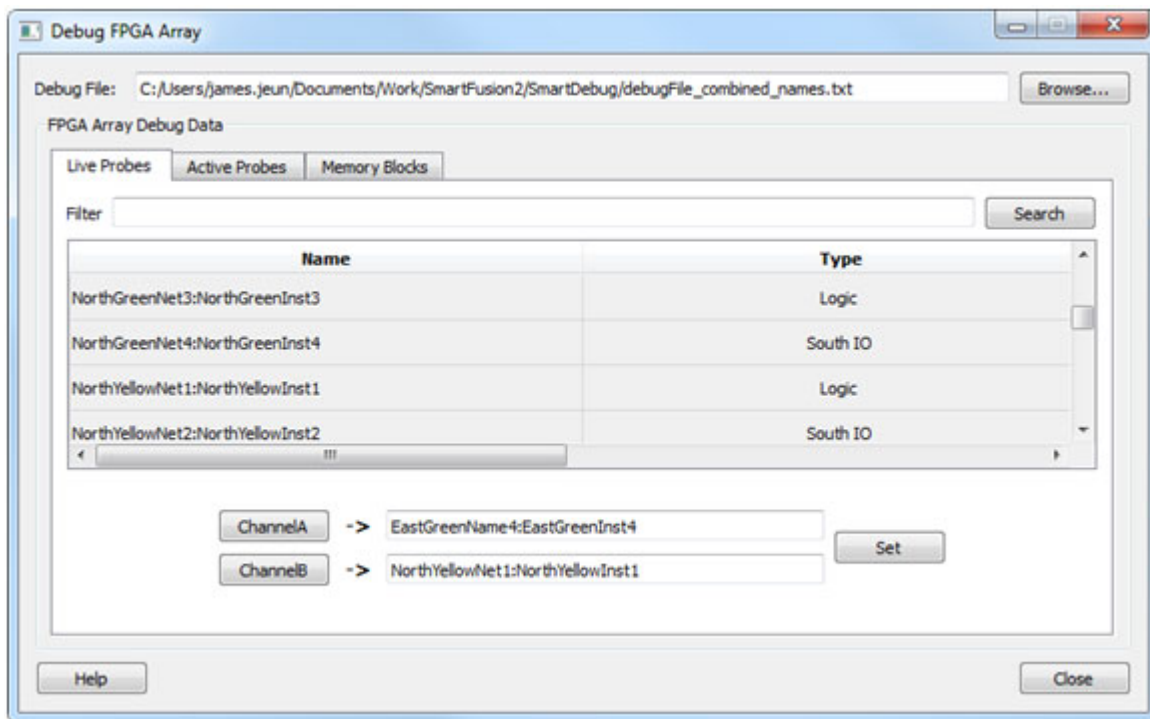 Debug FPGA Array
Debug File: C:/Users/james.jeun/Documents/Work/SmartFusion2/SmartDebug/debugFile_combined_names.txt Browse...
FPGA Array Debug Data
Live Probes Active Probes Memory Blocks
Filter Search
Name Type
NorthGreenNet3:NorthGreenInst3 Logic
NorthGreenNet4:NorthGreenInst4 South IO
NorthYellowNet1:NorthYellowInst1 Logic
NorthYellowNet2:NorthYellowInst2 South IO
ChannelA -> EastGreenName4:EastGreenInst4
Set
ChannelB -> NorthYellowNet1:NorthYellowInst1
Help Close